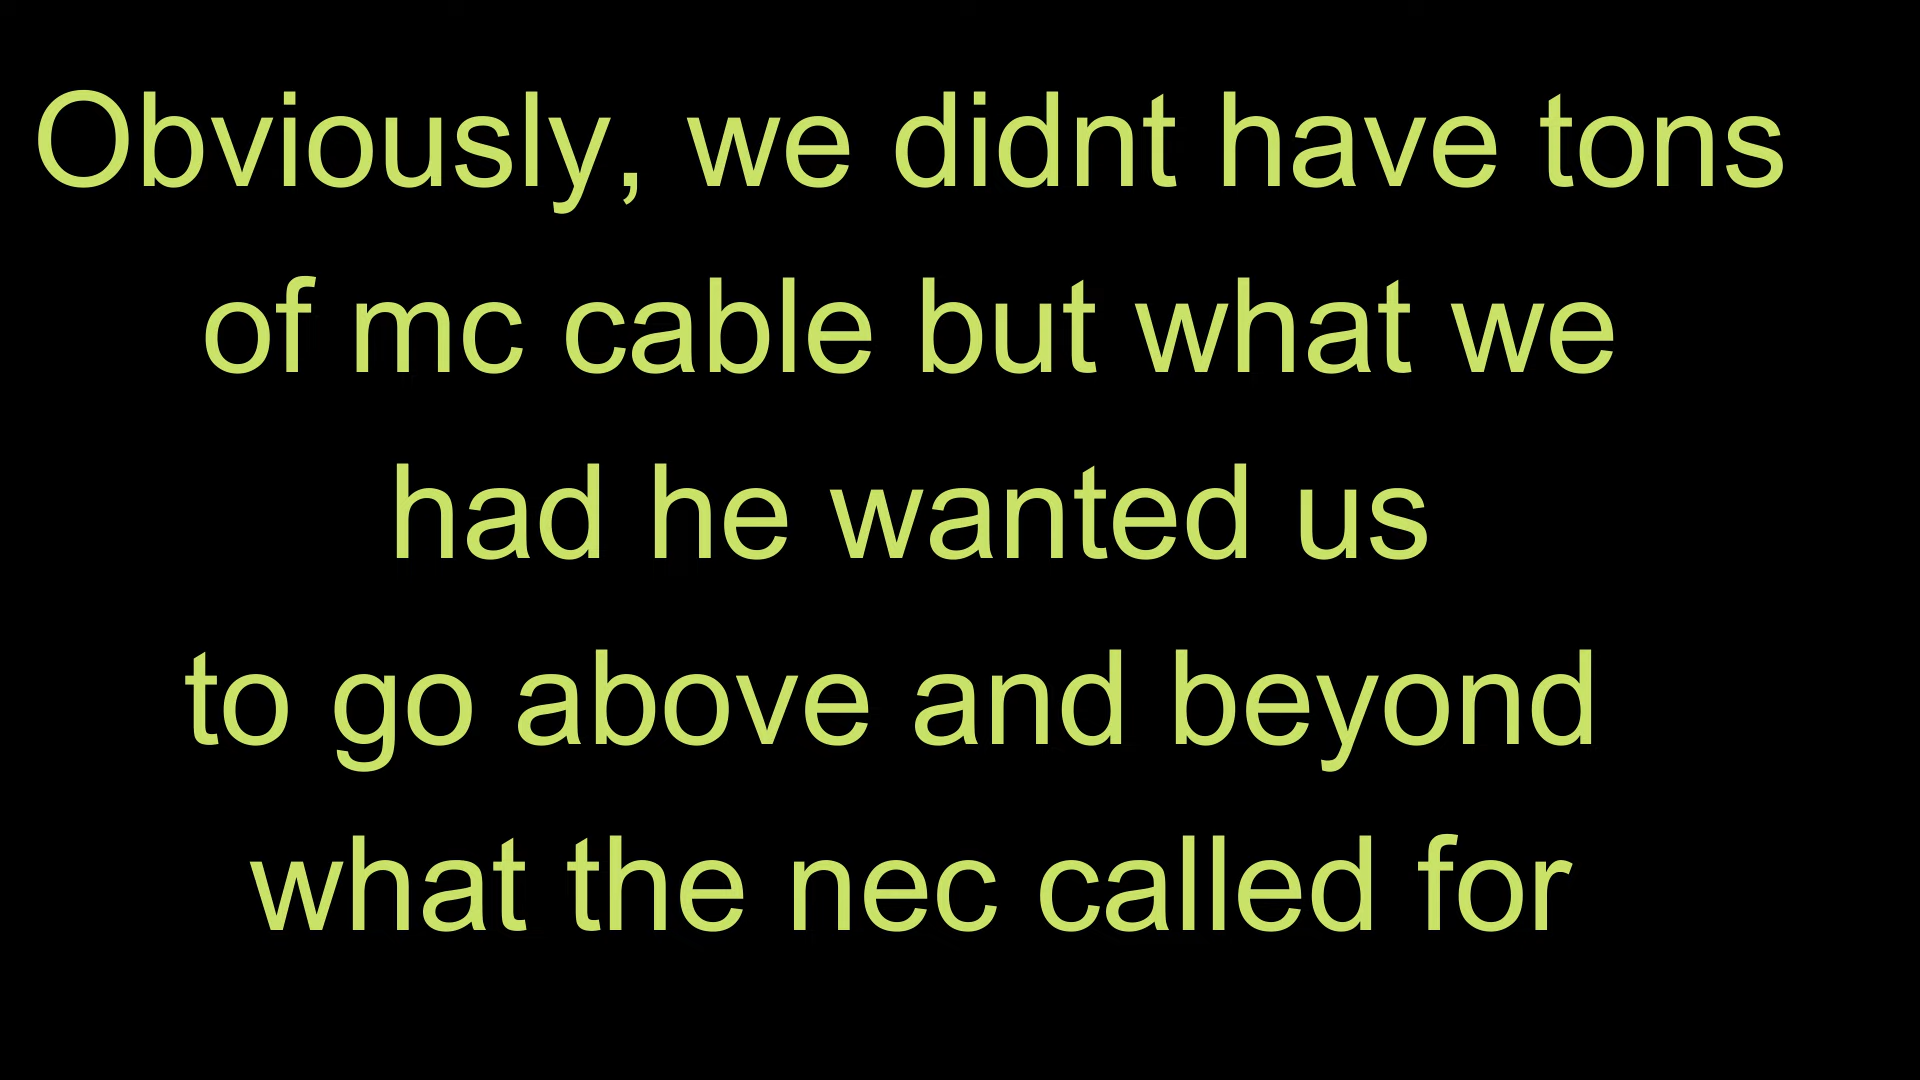 Obviously, we didnt have tons
of mc cable but what we
had he wanted us
to go above and beyond
what the nec called for